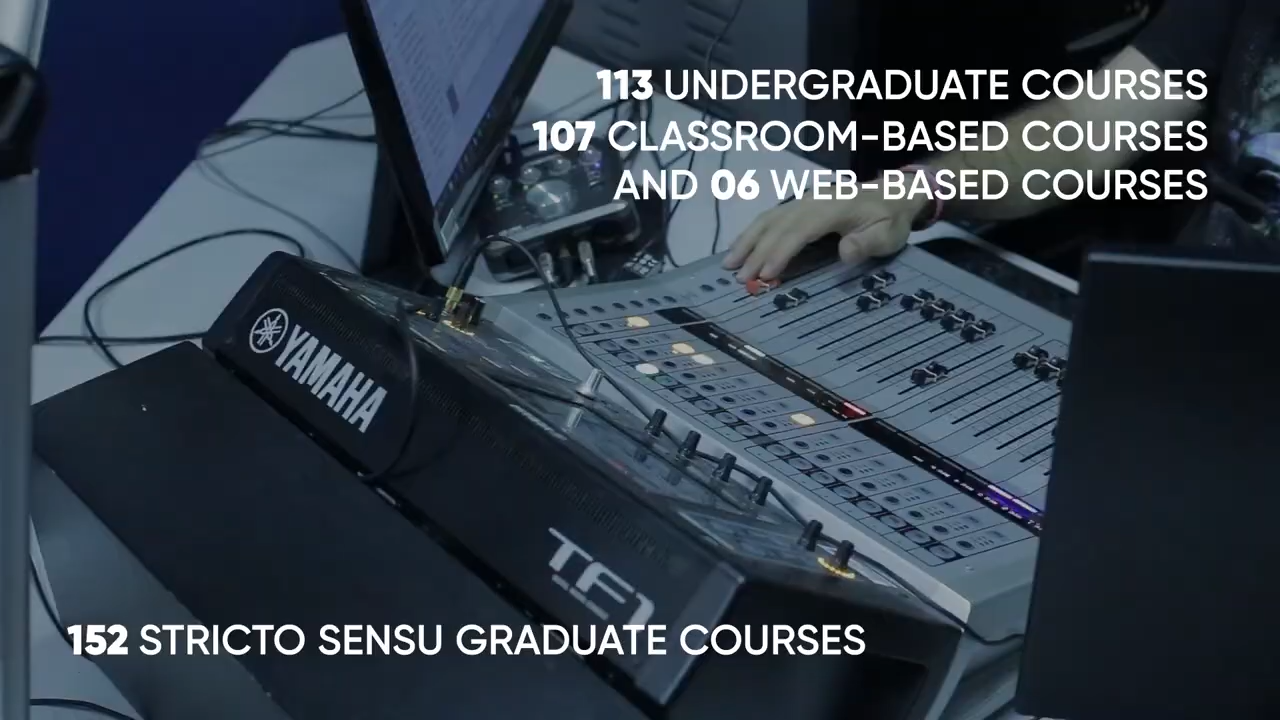 113 UNDERGRADUATE COURSES
107 CLASSROOM-BASED COURSES
AND 06 WEB-BASED COURSES
YAMAHA
TF1
152 STRICTO SENSU GRADUATE COURSES